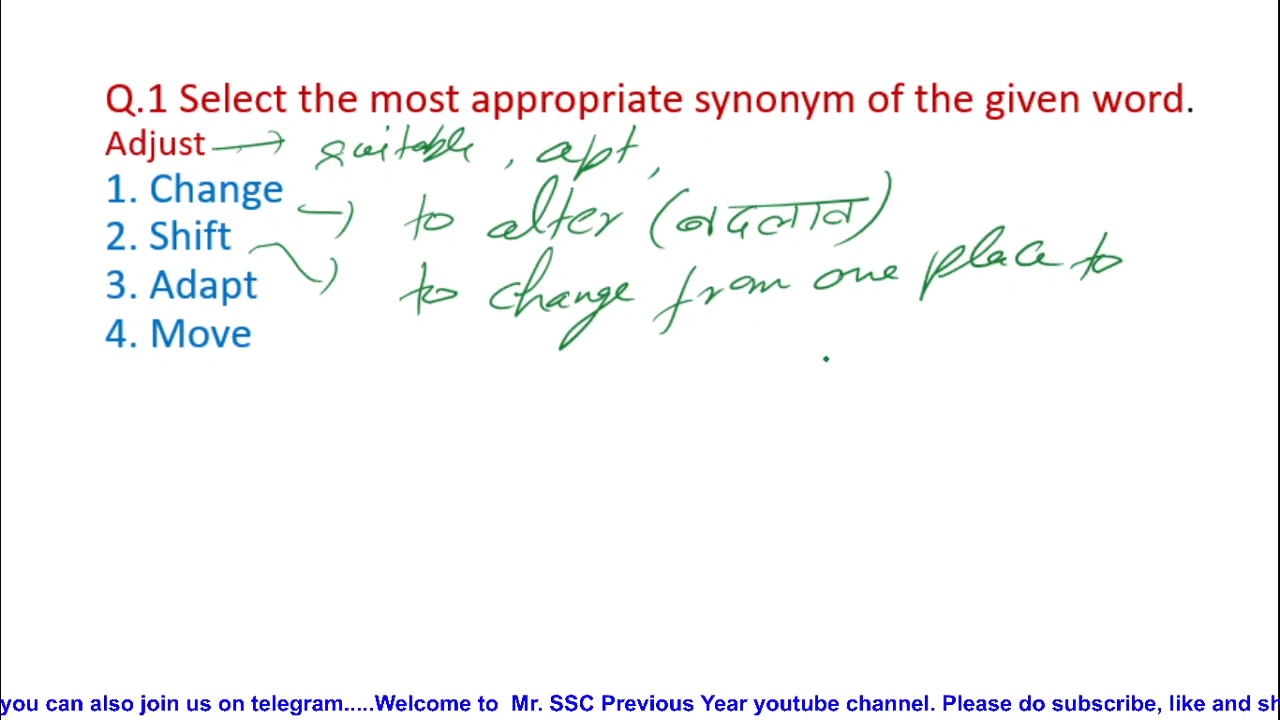 Q.1 Select the most appropriate synonym of the given word.
Adjust → suitable, apt,
1. Change → to alter (बदलाव)
2. Shift → to change from one place to
3. Adapt
4. Move
you can also join us on telegram.....Welcome to Mr. SSC Previous Year youtube channel. Please do subscribe, like and sh